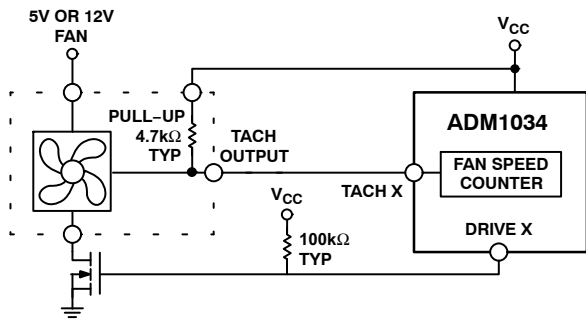 5V OR 12V
FAN
VCC
PULL–UP
4.7kΩ
TYP
TACH
OUTPUT
ADM1034
FAN SPEED
COUNTER
TACH X
VCC
100kΩ
TYP
DRIVE X